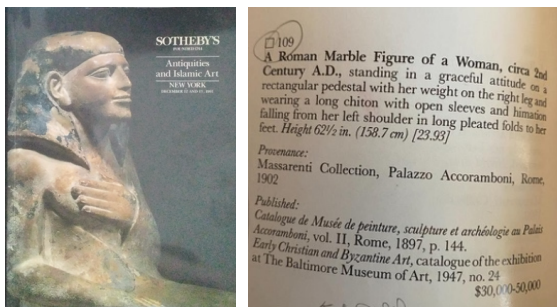 SOTHEBY'S
FOUNDED 1744
Antiquities
and Islamic Art
NEW YORK
109
A Roman Marble Figure of a Woman, circa 2nd
Century A.D., standing in a graceful attitude on a
rectangular pedestal with her weight on the right leg and
wearing a long chiton with open sleeves and himation
falling from her left shoulder in long pleated folds to her
feet. Height 62½ in. (158.7 cm) [23.93]
Provenance:
Massarenti Collection, Palazzo Accoramboni, Rome,
1902
Published:
Catalogue de Musée de peinture, sculpture et archéologie au Palais
Accoramboni, vol. II, Rome, 1897, p. 144.
Early Christian and Byzantine Art, catalogue of the exhibition
at The Baltimore Museum of Art, 1947, no. 24
$30,000-50,000